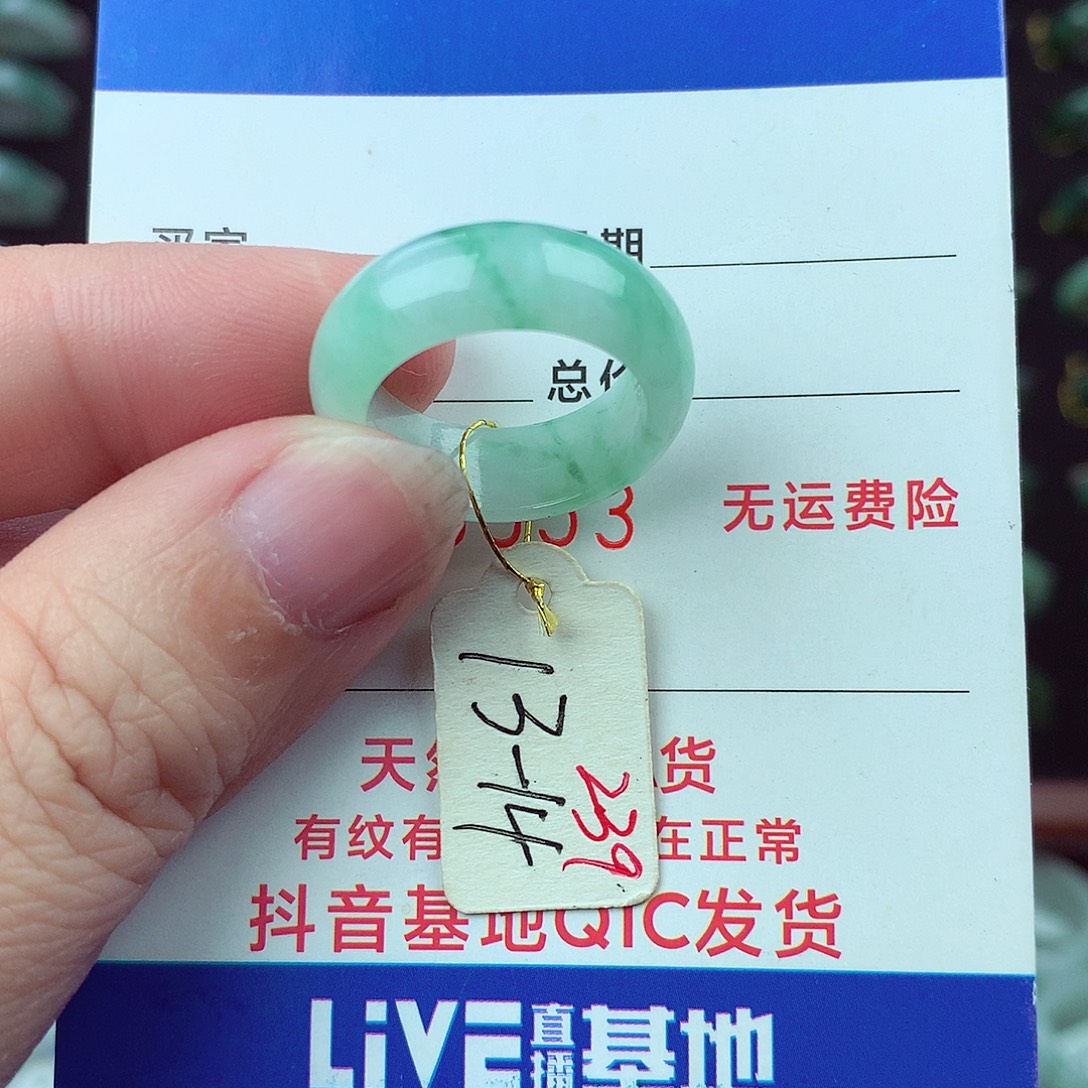 总
无运费险
13-14
239
天 货
有纹有 在正常
抖音基地QIC发货
LiVE直播基地